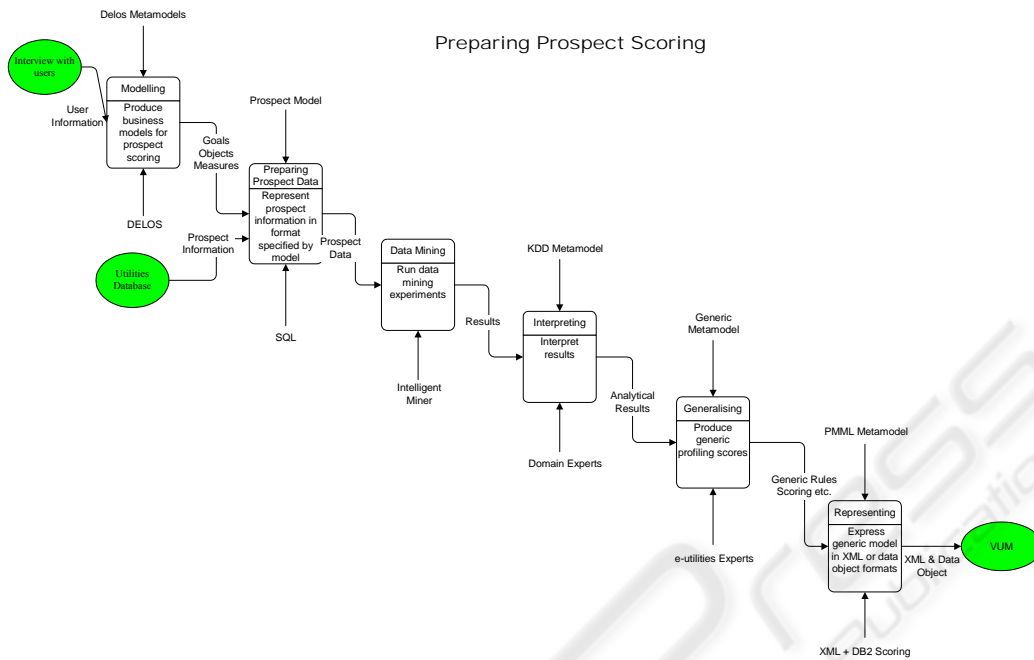 Delos Metamodels
Preparing Prospect Scoring
Interview with
users
Modelling
Produce
business
models for
prospect
scoring
User
Information
DELOS
Goals
Objects
Measures
Prospect Model
Preparing
Prospect Data
Represent
prospect
information in
format
specified by
model
Prospect
Information
Utilities
Database
SQL
Prospect
Data
Data Mining
Run data
mining
experiments
Intelligent
Miner
Results
KDD Metamodel
Interpreting
Interpret
results
Domain Experts
Analytical
Results
Generic
Metamodel
Generalising
Produce
generic
profiling scores
e-utilities Experts
Generic Rules
Scoring etc.
PMML Metamodel
Representing
Express
generic model
in XML or data
object formats
XML + DB2 Scoring
XML & Data
Object
VUM